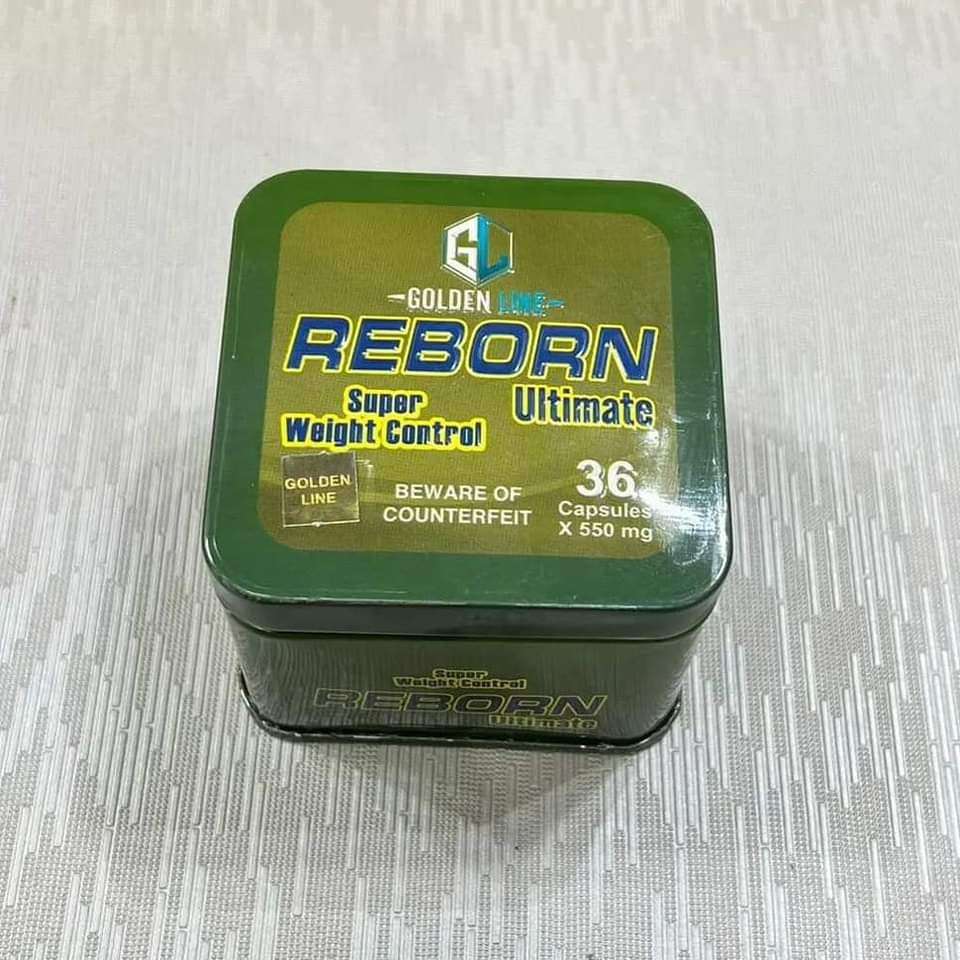 GL
GOLDEN LINE
REBORN
Ultimate
Super
Weight Control
GOLDEN
LINE
BEWARE OF
COUNTERFEIT
36
Capsules
X 550 mg
Super
Weight Control
REBORN
Ultimate